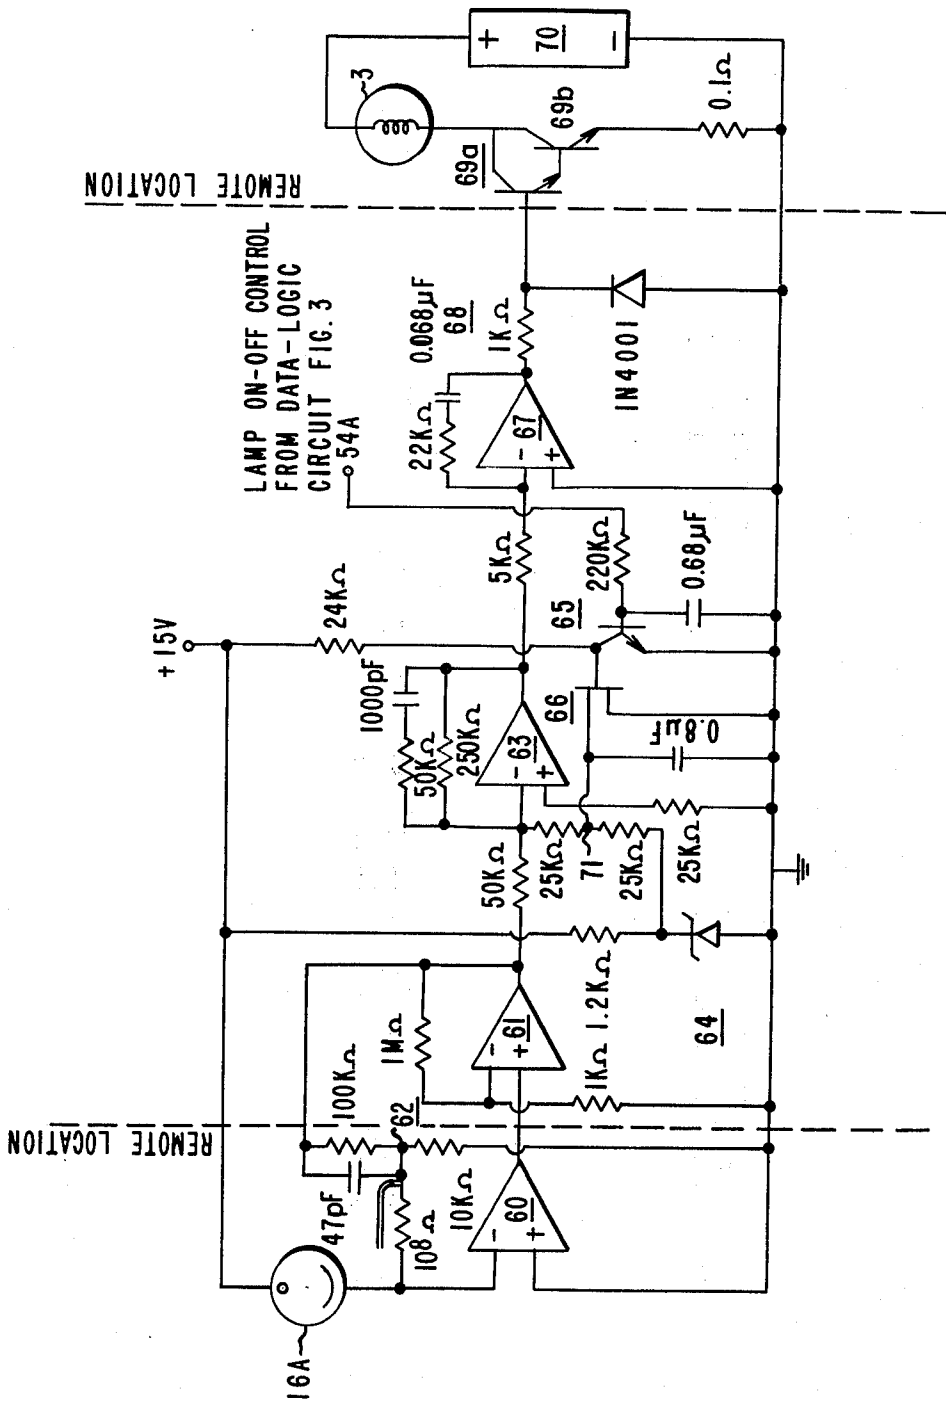 REMOTE LOCATION
REMOTE LOCATION
LAMP ON-OFF CONTROL
FROM DATA-LOGIC
CIRCUIT FIG. 3
54A
+15V
16A
47pF
100KΩ
62
10⁸Ω
10KΩ
-
+
60
1MΩ
-
+
61
1KΩ
1.2KΩ
64
50KΩ
25KΩ
71
25KΩ
25KΩ
1000pF
50KΩ
250KΩ
-
+
63
24KΩ
66
0.8µF
65
5KΩ
220KΩ
0.68µF
22KΩ
0.068µF
68
-
+
67
1KΩ
1N4001
69a
69b
3
+
70
-
0.1Ω